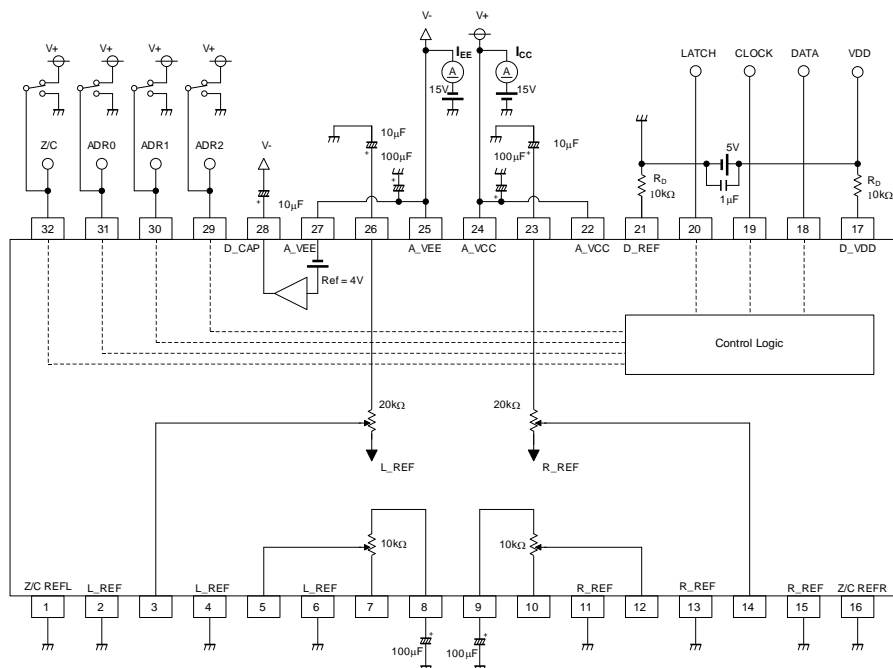 V-
V+
I_EE
I_CC
A
A
15V
15V
V+
V+
V+
V+
LATCH
CLOCK
DATA
VDD
Z/C
ADR0
ADR1
ADR2
V-
10μF
100μF
+
+
100μF
+
+
10μF
5V
1μF
R_D
10kΩ
R_D
10kΩ
+
10μF
32
31
30
29
28
27
26
25
24
23
22
21
20
19
18
17
D_CAP
A_VEE
A_VEE
A_VCC
A_VCC
D_REF
D_VDD
Ref = 4V
Control Logic
20kΩ
20kΩ
L_REF
R_REF
10kΩ
10kΩ
Z/C REFL
L_REF
L_REF
L_REF
R_REF
R_REF
R_REF
Z/C REFR
1
2
3
4
5
6
7
8
9
10
11
12
13
14
15
16
100μF
+
100μF
+